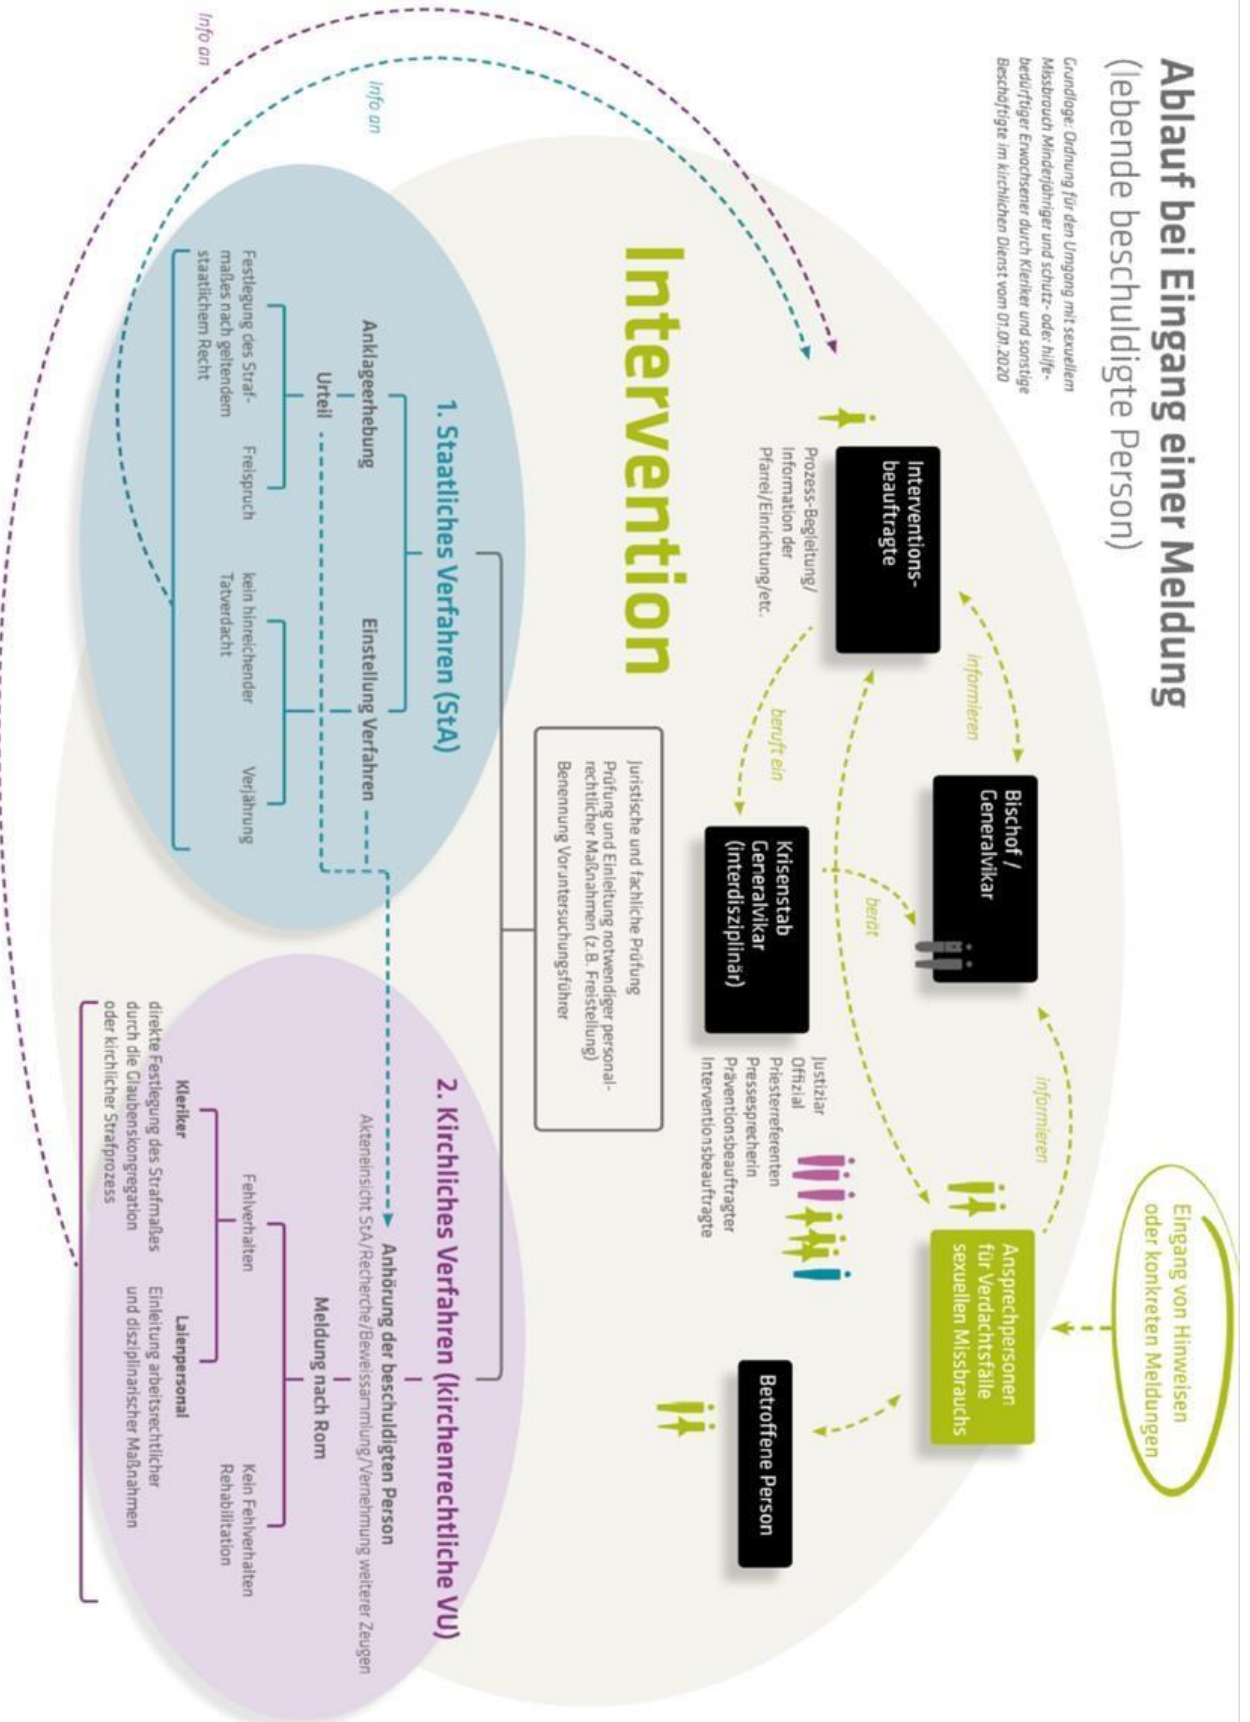 Ablauf bei Eingang einer Meldung
(lebende beschuldigte Person)
Grundlage: Ordnung für den Umgang mit sexuellem
Missbrauch Minderjähriger und schutz- oder hilfe-
bedürftiger Erwachsener durch Kleriker und sonstige
Beschäftigte im kirchlichen Dienst vom 01.01.2020
Eingang von Hinweisen
oder konkreten Meldungen
informieren
informieren
Bischof /
Generalvikar
Ansprechpersonen
für Verdachtsfälle
sexuellen Missbrauchs
Interventions-
beauftragte
Prozess-Begleitung/
Information der
Pfarrei/Einrichtung/etc.
beruft ein
berät
Krisenstab
Generalvikar
(interdisziplinär)
Justiziar
Offizial
Priesterreferenten
Pressesprecherin
Präventionsbeauftragter
Interventionsbeauftragte
Betroffene Person
Intervention
Juristische und fachliche Prüfung
Prüfung und Einleitung notwendiger personal-
rechtlicher Maßnahmen (z.B. Freistellung)
Benennung Voruntersuchungsführer
Info an
Info an
1. Staatliches Verfahren (StA)
Anklageerhebung
Einstellung Verfahren
Urteil
Festlegung des Straf-
maßes nach geltendem
staatlichem Recht
Freispruch
kein hinreichender
Tatverdacht
Verjährung
2. Kirchliches Verfahren (kirchenrechtliche VU)
Anhörung der beschuldigten Person
Akteneinsicht StA/Recherche/Beweissammlung/Vernehmung weiterer Zeugen
Meldung nach Rom
Fehlverhalten
Kein Fehlverhalten
Rehabilitation
Kleriker
direkte Festlegung des Strafmaßes
durch die Glaubenskongregation
oder kirchlicher Strafprozess
Laienpersonal
Einleitung arbeitsrechtlicher
und disziplinarischer Maßnahmen